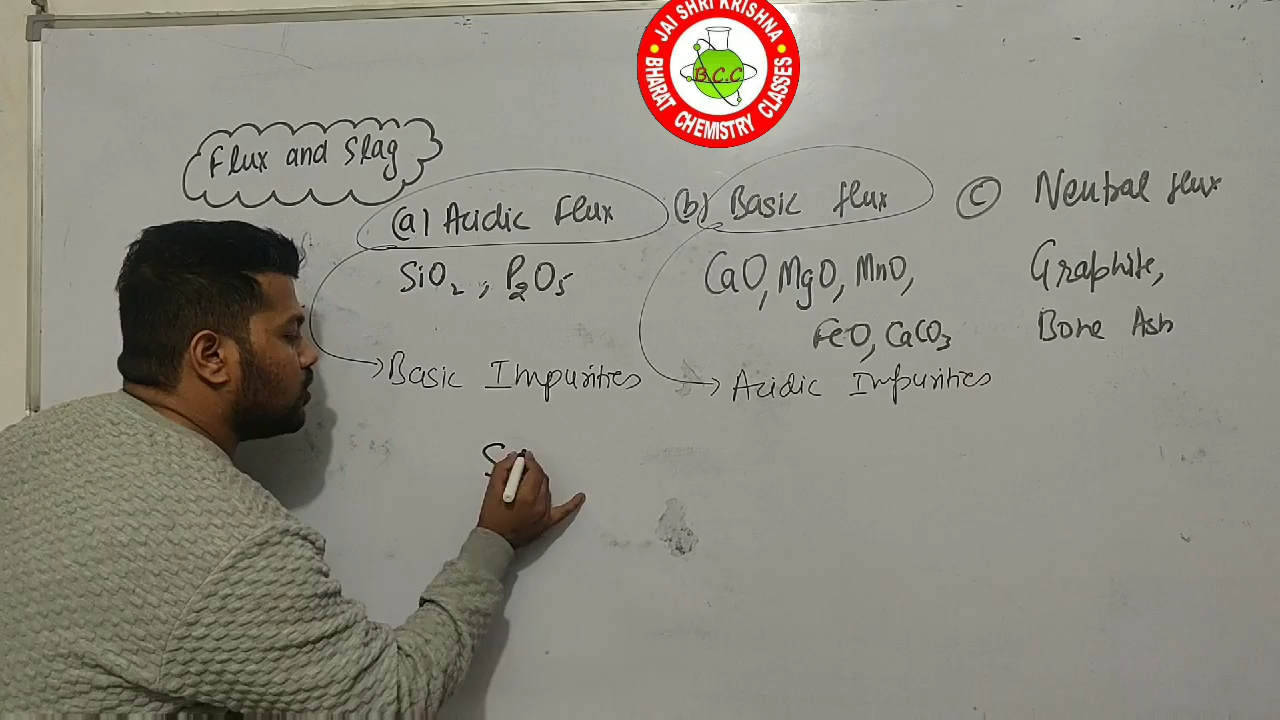 JAI SHRI KRISHNA
B.C.C
BHARAT CHEMISTRY CLASSES
Flux and Slag
(a) Acidic Flux
(b) Basic flux
(C) Neutral flux
SiO₂, P₂O₅
CaO, MgO, MnO,
Graphite,
FeO, CaCO₃
Bone Ash
Basic Impurities
Acidic Impurities
S